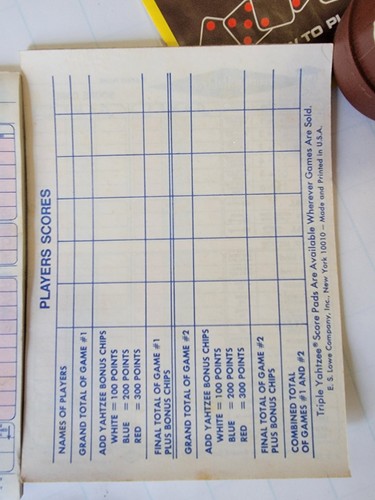 TO PL
PLAYERS SCORES
NAMES OF PLAYERS
GRAND TOTAL OF GAME #1
ADD YAHTZEE BONUS CHIPS
WHITE = 100 POINTS
BLUE = 200 POINTS
RED = 300 POINTS
FINAL TOTAL OF GAME #1
PLUS BONUS CHIPS
GRAND TOTAL OF GAME #2
ADD YAHTZEE BONUS CHIPS
WHITE = 100 POINTS
BLUE = 200 POINTS
RED = 300 POINTS
FINAL TOTAL OF GAME #2
PLUS BONUS CHIPS
COMBINED TOTAL
OF GAMES #1 AND #2
Triple Yahtzee® Score Pads Are Available Wherever Games Are Sold.
E. S. Lowe Company, Inc., New York 10010 — Made and Printed in U.S.A.